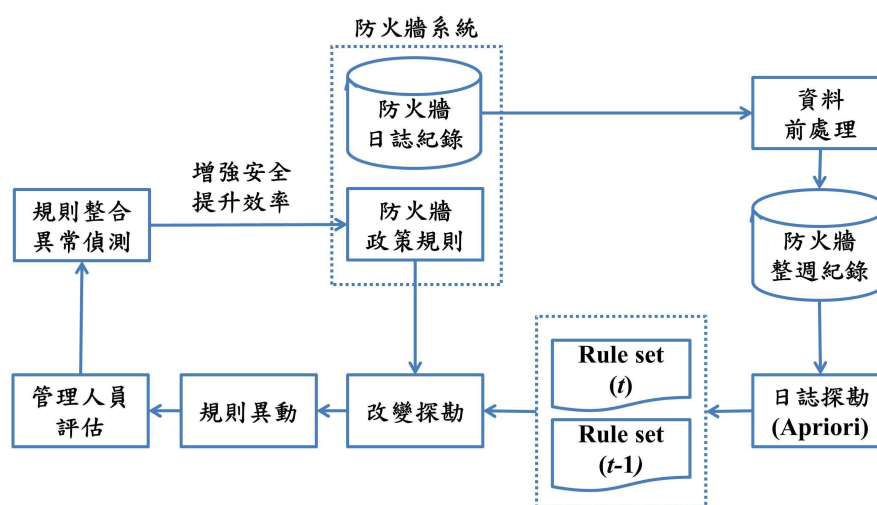 防火牆系統
防火牆
日誌紀錄
資料
前處理
增強安全
提升效率
規則整合
異常偵測
防火牆
政策規則
防火牆
整週紀錄
Rule set
(t)
Rule set
(t-1)
管理人員
評估
規則異動
改變探勘
日誌探勘
(Apriori)